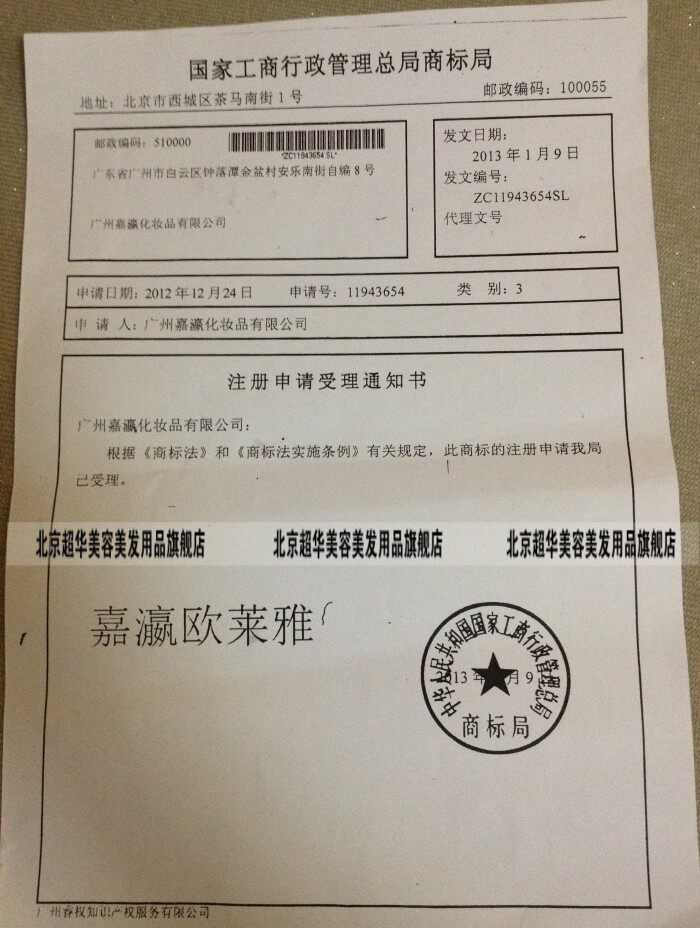 国家工商行政管理总局商标局
地址：北京市西城区茶马南街1号
邮政编码：100055
邮政编码：510000
*ZC11943654SL*
广东省广州市白云区钟落潭金盆村安乐南街自编8号
广州嘉瀛化妆品有限公司
发文日期：
2013年1月9日
发文编号：
ZC11943654SL
代理文号
申请日期：2012年12月24日 申请号：11943654 类 别：3
申 请 人：广州嘉瀛化妆品有限公司
注册申请受理通知书
广州嘉瀛化妆品有限公司：
根据《商标法》和《商标法实施条例》有关规定，此商标的注册申请我局
已受理。
北京超华美容美发用品旗舰店 北京超华美容美发用品旗舰店 北京超华美容美发用品旗舰店
嘉瀛欧莱雅
中华人民共和国国家工商行政管理总局
商标局
广州睿权知识产权服务有限公司